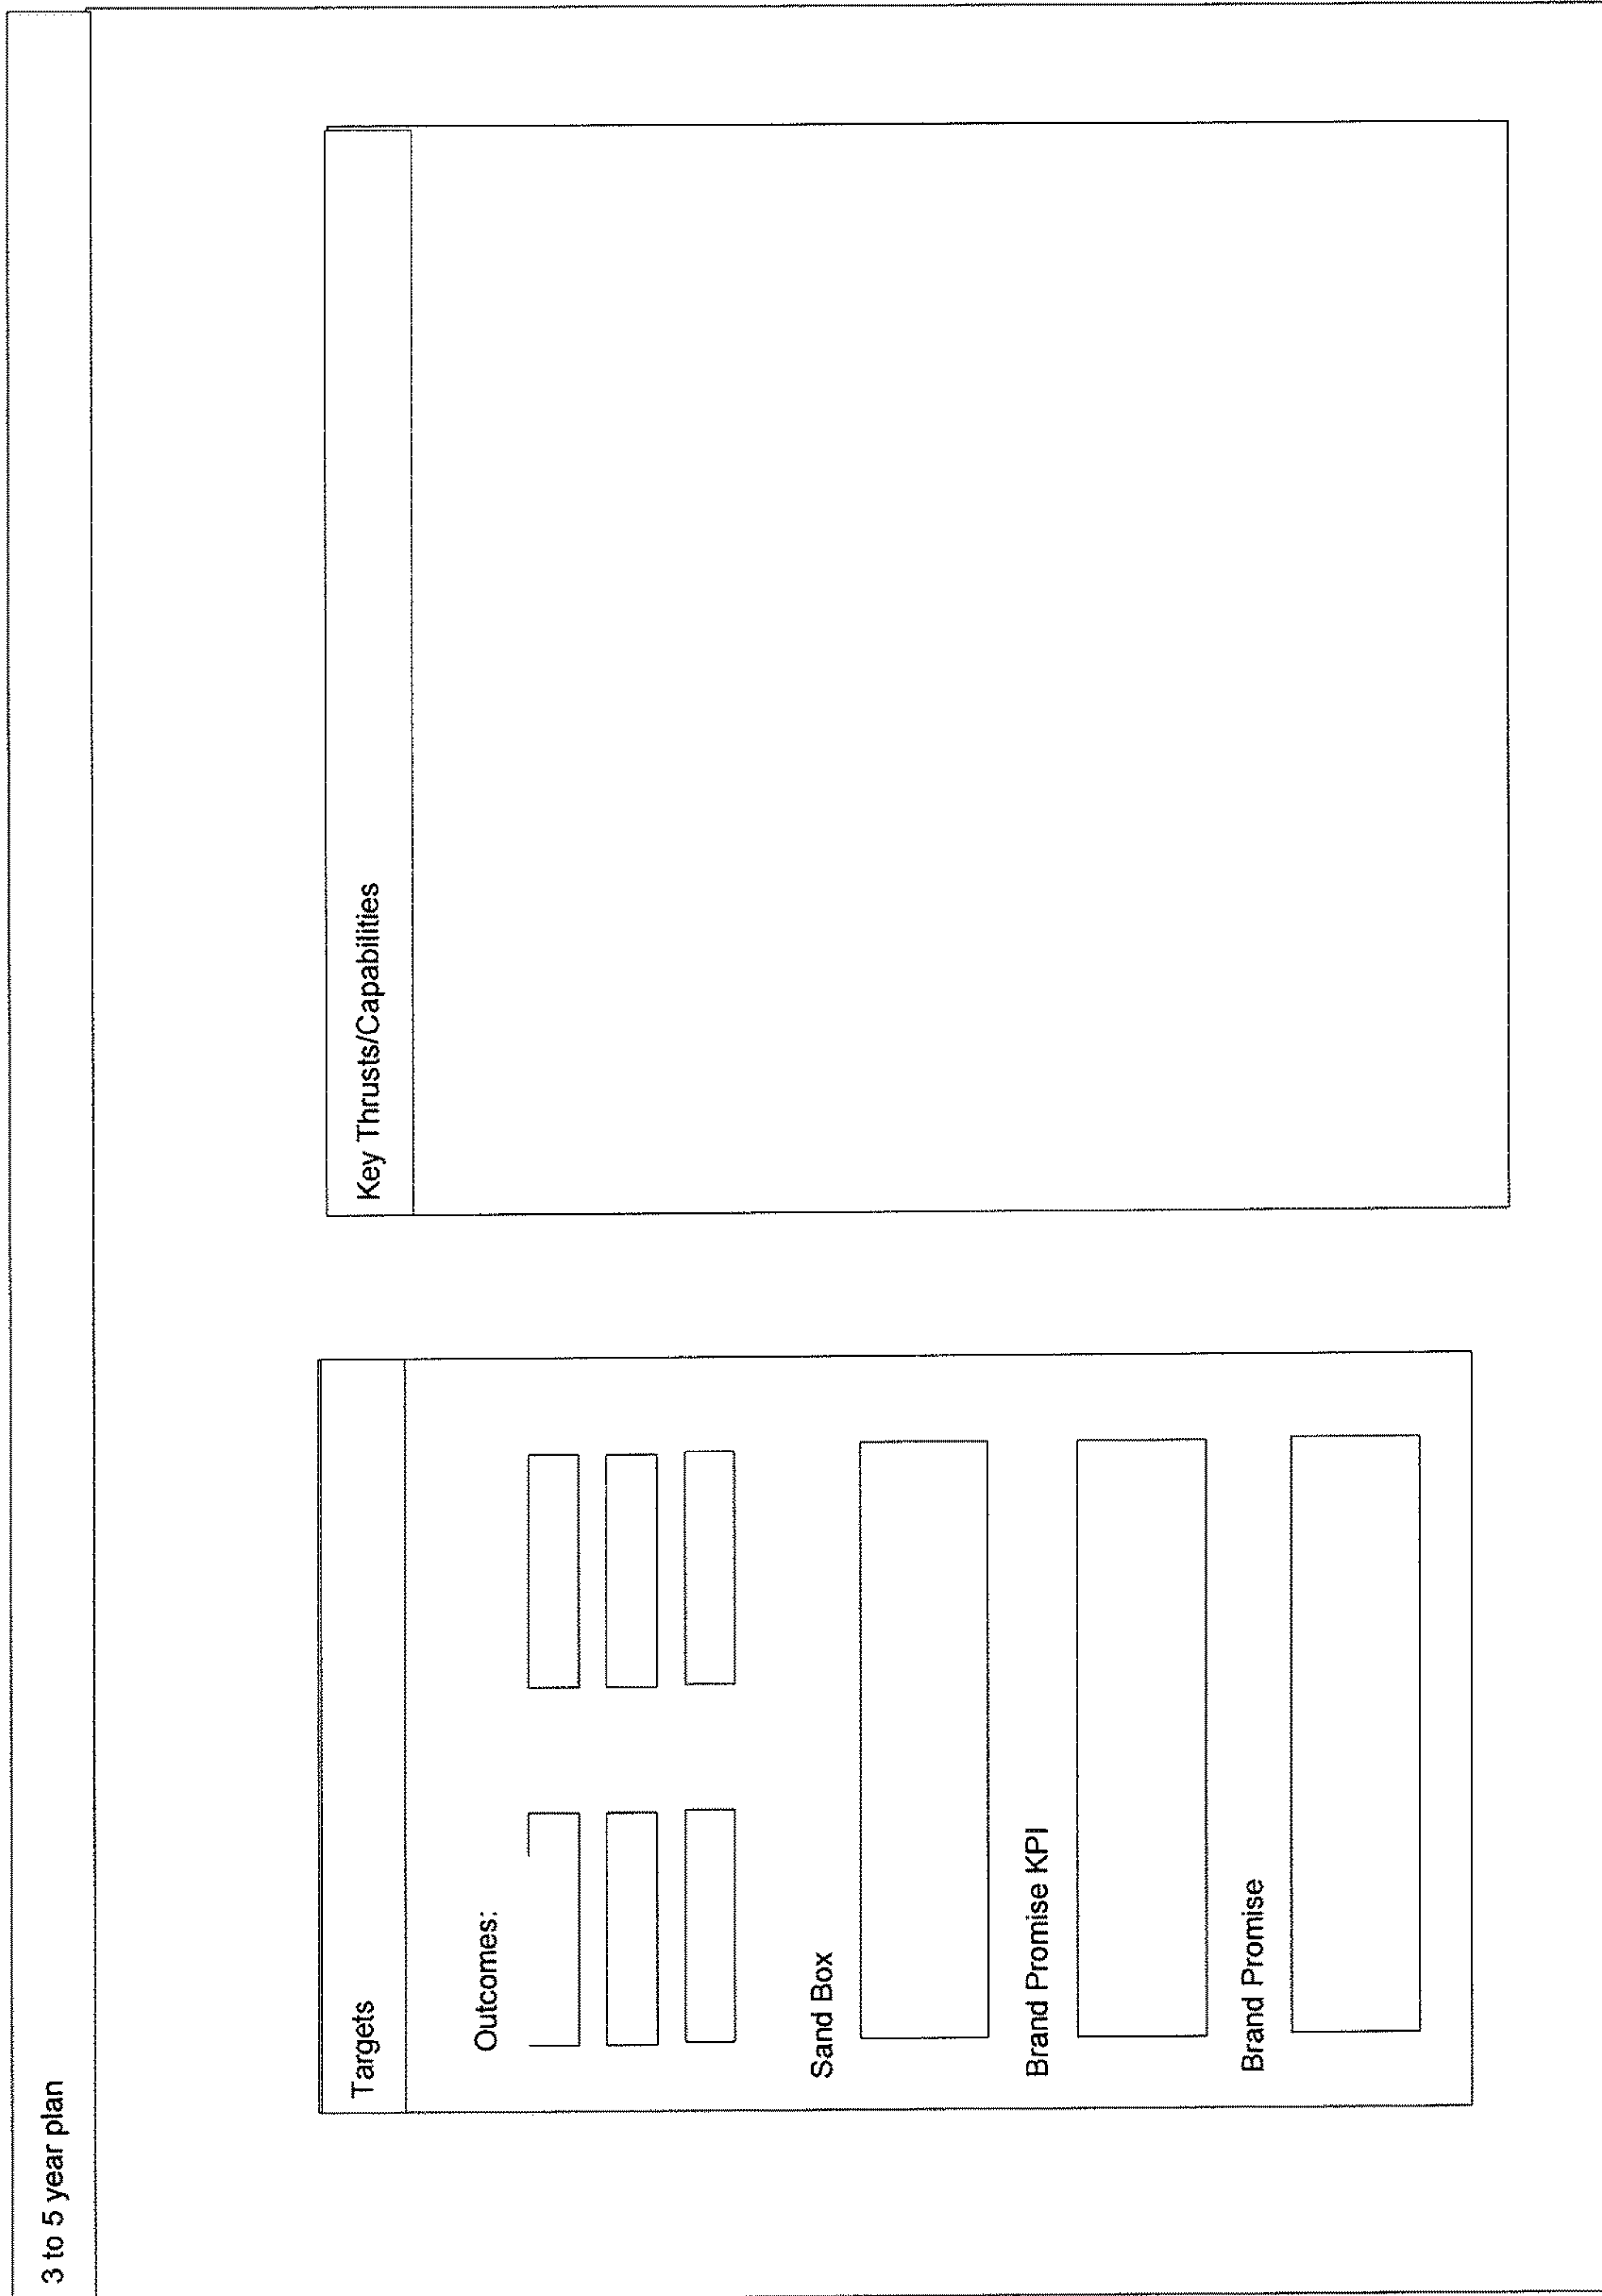 3 to 5 year plan
Targets
Outcomes:
Sand Box
Brand Promise KPI
Brand Promise
Key Thrusts/Capabilities